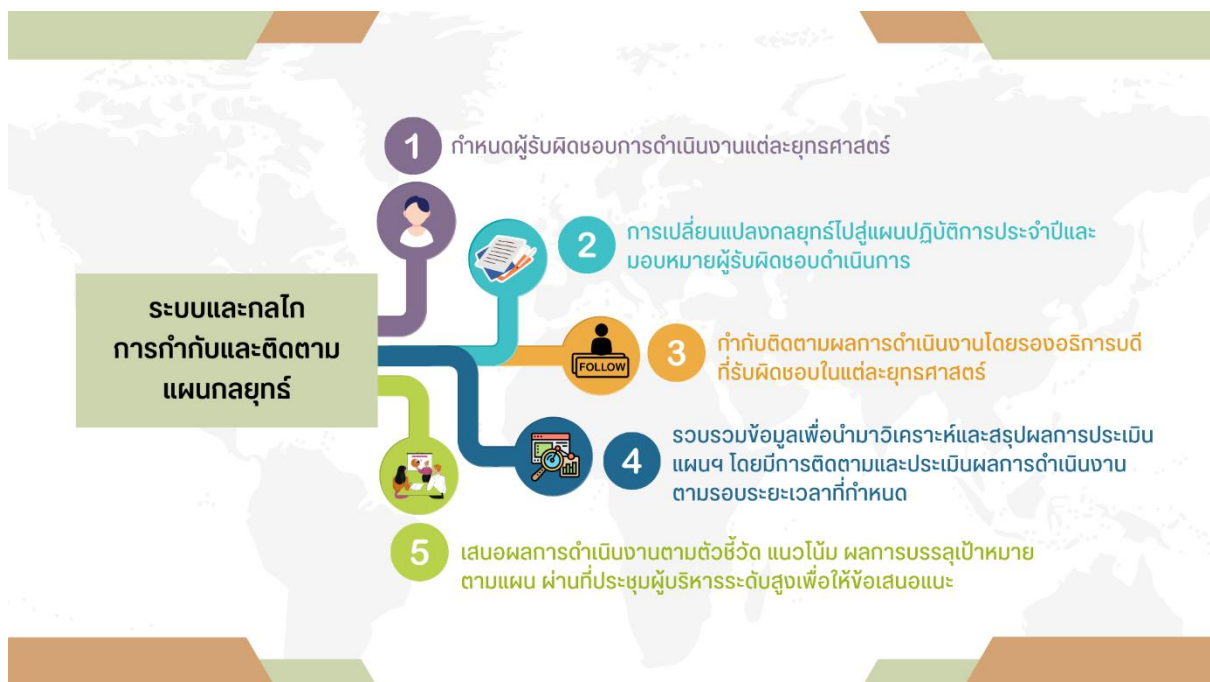 ระบบและกลไก
การกำกับและติดตาม
แผนกลยุทธ์
1
กำหนดผู้รับผิดชอบการดำเนินงานแต่ละยุทธศาสตร์
2
การเปลี่ยนแปลงกลยุทธ์ไปสู่แผนปฏิบัติการประจำปีและ
มอบหมายผู้รับผิดชอบดำเนินการ
FOLLOW
3
กำกับติดตามผลการดำเนินงานโดยรองอธิการบดี
ที่รับผิดชอบในแต่ละยุทธศาสตร์
4
รวบรวมข้อมูลเพื่อนำมาวิเคราะห์และสรุปผลการประเมิน
แผนฯ โดยมีการติดตามและประเมินผลการดำเนินงาน
ตามรอบระยะเวลาที่กำหนด
5
เสนอผลการดำเนินงานตามตัวชี้วัด แนวโน้ม ผลการบรรลุเป้าหมาย
ตามแผน ผ่านที่ประชุมผู้บริหารระดับสูงเพื่อให้ข้อเสนอแนะ